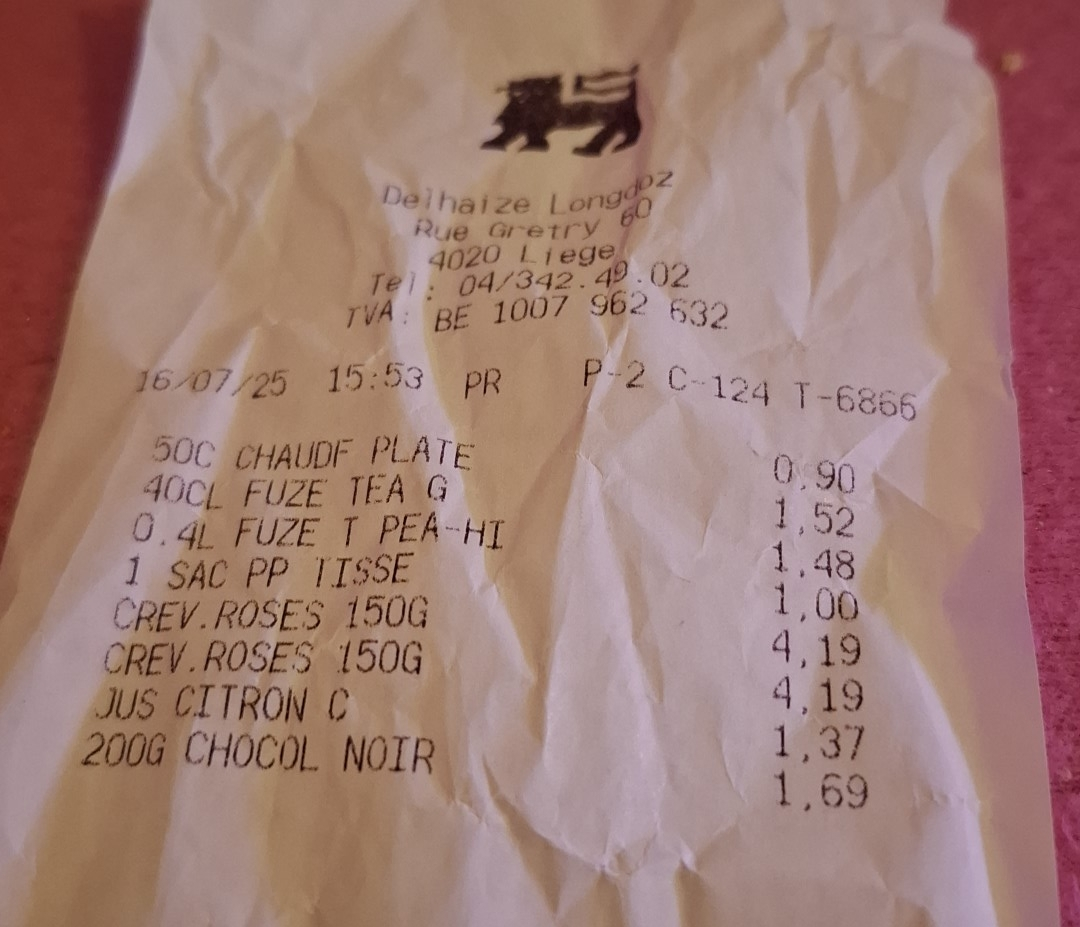 Delhaize Longdoz
Rue Gretry 60
4020 Liege
Tel: 04/342.49.02
TVA: BE 1007 962 632
16/07/25 15:53 PR P-2 C-124 T-6866
50C CHAUDF PLATE 0,90
40CL FUZE TEA G 1,52
0.4L FUZE T PEA-HI 1,48
1 SAC PP TISSE 1,00
CREV.ROSES 150G 4,19
CREV.ROSES 150G 4,19
JUS CITRON C 1,37
200G CHOCOL NOIR 1,69